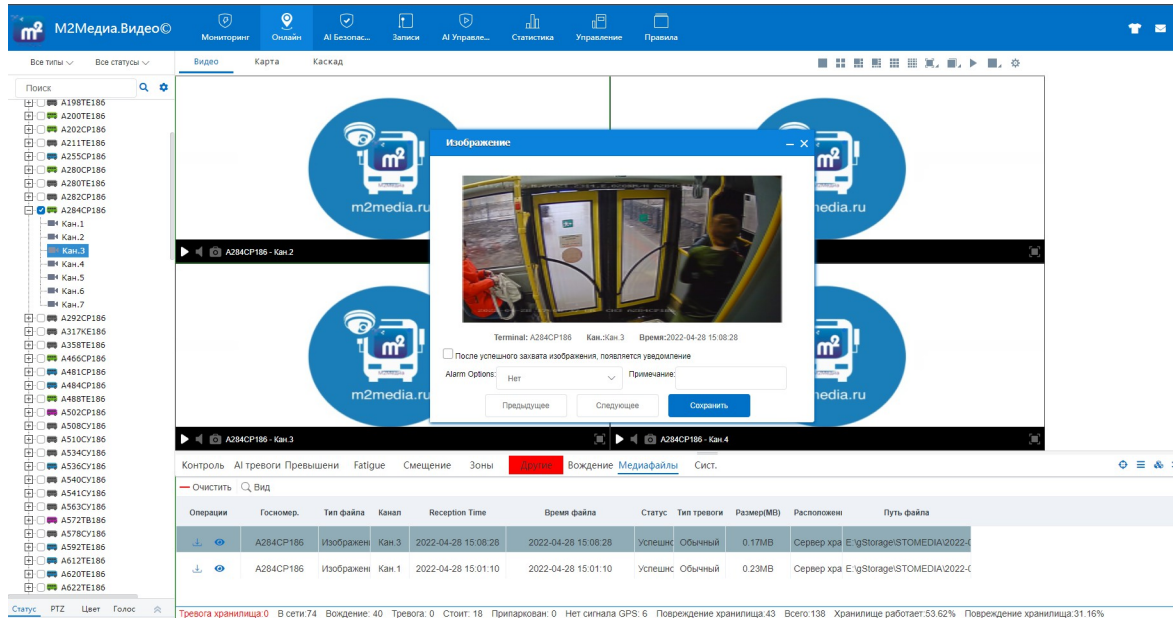 m²
М2Медиа.Видео©
Мониторинг
Онлайн
AI Безопас...
Записи
AI Управле...
Статистика
Управление
Правила
Все типы
Все статусы
Видео
Карта
Каскад
Поиск
A198TE186
A200TE186
A202CP186
A211TE186
A255CP186
A280CP186
A280TE186
A282CP186
A284CP186
Кан.1
Кан.2
Кан.3
Кан.4
Кан.5
Кан.6
Кан.7
A292CP186
A317KE186
A358TE186
A466CP186
A481CP186
A484CP186
A488TE186
A502CP186
A508CY186
A510CY186
A534CY186
A536CY186
A540CY186
A541CY186
A563CY186
A572TB186
A578CY186
A592TE186
A612TE186
A620TE186
A622TE186
Статус PTZ Цвет Голос
m²
m2media.ru
m²
media.ru
A284CP186 - Кан.2
m²
m2media.ru
m²
media.ru
A284CP186 - Кан.3
A284CP186 - Кан.4
Изображение
Terminal: A284CP186 Кан.:Кан.3 Время:2022-04-28 15:08:28
После успешного захвата изображения, появляется уведомление
Alarm Options: Нет Примечание:
Предыдущее Следующее Сохранить
Контроль AI тревоги Превышени Fatigue Смещение Зоны Другие Вождение Медиафайлы Сист.
Очистить Вид
Операции Госномер. Тип файла Канал Reception Time Время файла Статус Тип тревоги Размер(MB) Расположени Путь файла
A284CP186 Изображени Кан.3 2022-04-28 15:08:28 2022-04-28 15:08:28 Успешнс Обычный 0.17MB Сервер хра E:\gStorage\STOMEDIA\2022-0
A284CP186 Изображени Кан.1 2022-04-28 15:01:10 2022-04-28 15:01:10 Успешнс Обычный 0.23MB Сервер хра E:\gStorage\STOMEDIA\2022-0
Тревога хранилища:0 В сети:74 Вождение: 40 Тревога: 0 Стоит: 18 Припаркован: 0 Нет сигнала GPS: 6 Повреждение хранилища:43 Всего:138 Хранилище работает:53.62% Повреждение хранилища:31.16%